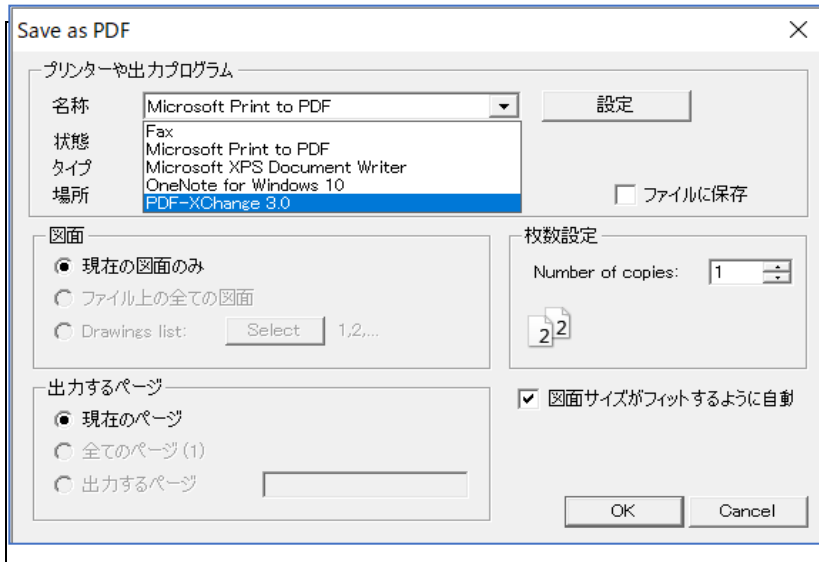 Save as PDF
プリンターや出力プログラム
名称
Microsoft Print to PDF
設定
Fax
Microsoft Print to PDF
Microsoft XPS Document Writer
OneNote for Windows 10
PDF-XChange 3.0
状態
タイプ
場所
ファイルに保存
図面
現在の図面のみ
ファイル上の全ての図面
Drawings list:
Select
1,2,...
枚数設定
Number of copies:
1
2 2
出力するページ
現在のページ
全てのページ(1)
出力するページ
図面サイズがフィットするように自動
OK
Cancel